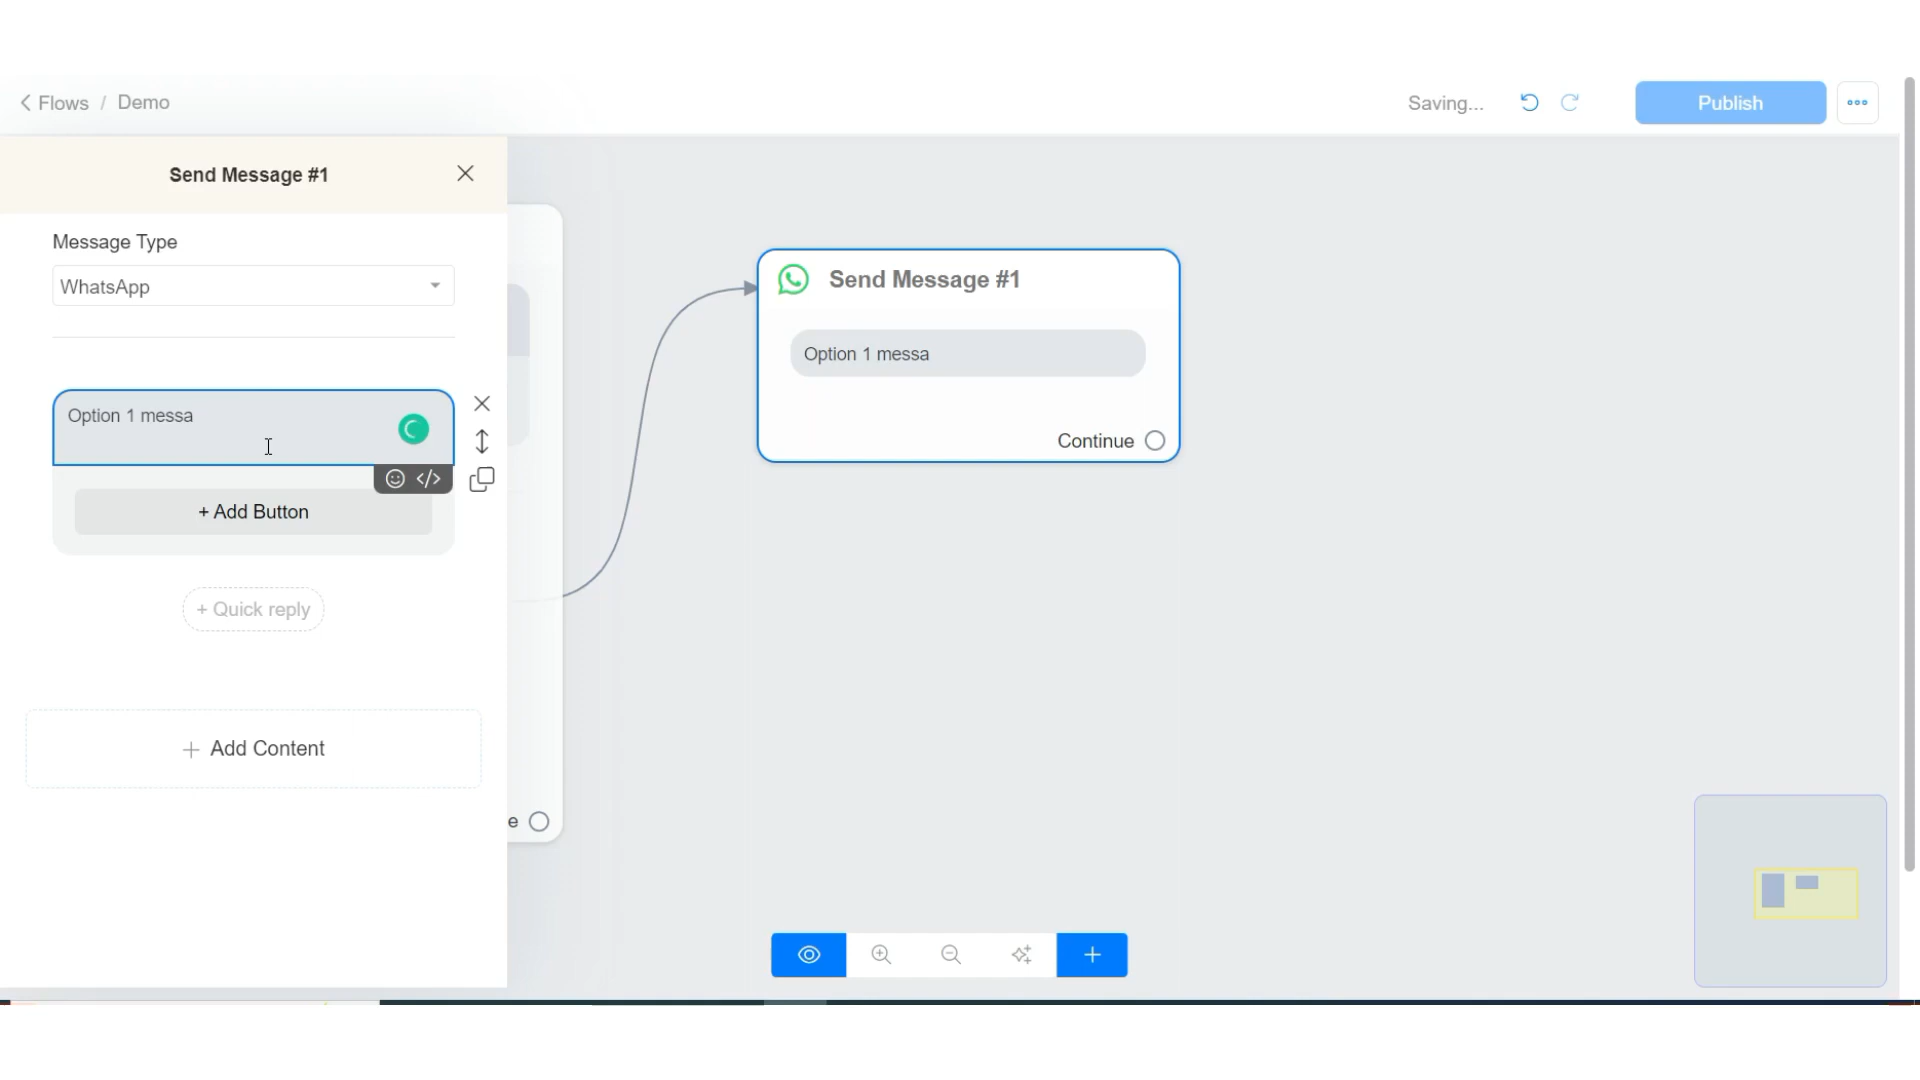 Flows / Demo
Saving...
Publish
Send Message #1
Message Type
WhatsApp
Option 1 messa
+ Add Button
+ Quick reply
+ Add Content
e
Send Message #1
Option 1 messa
Continue